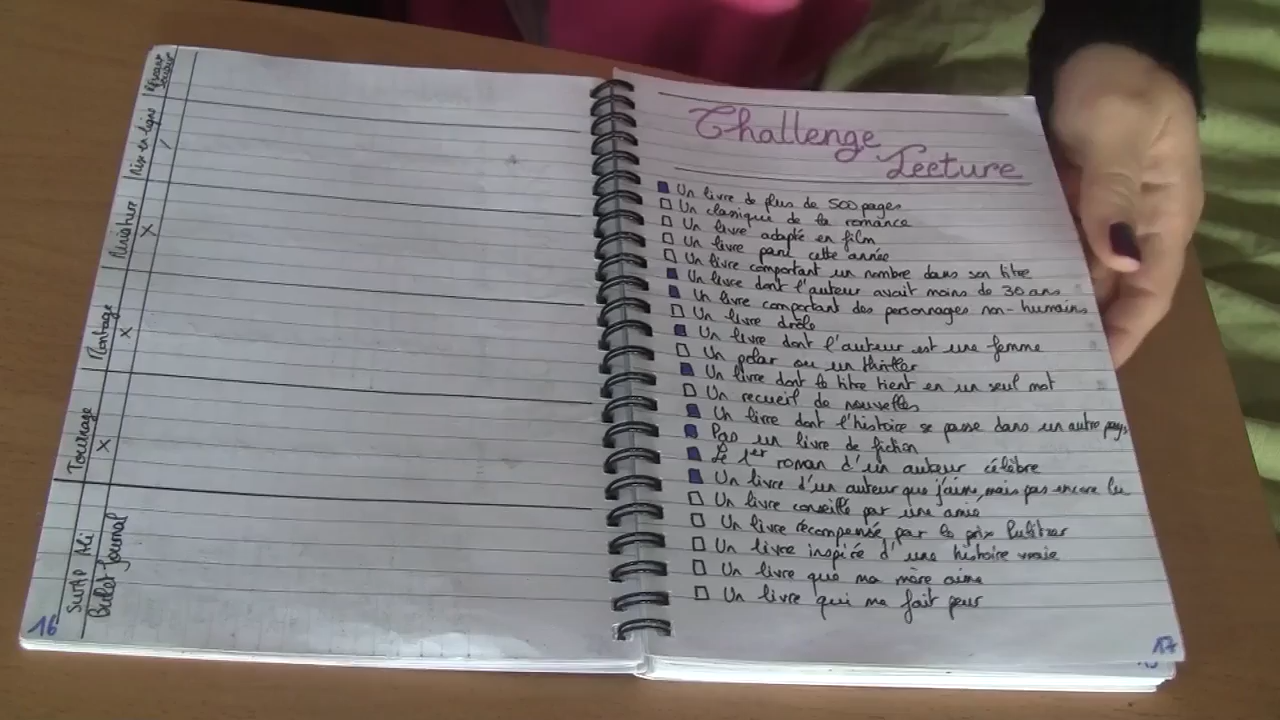 Tournage
Montage
Miniature
Mise en ligne
SWAP Ali
X
X
X
Bullet Journal
16
Challenge
Lecture
Un livre de plus de 500 pages
Un classique de la romance
Un livre adapté en film
Un livre paru cette année
Un livre comportant un nombre dans son titre
Un livre dont l'auteur avait moins de 30 ans
Un livre comportant des personnages non-humains
Un livre drôle
Un livre dont l'auteur est une femme
Un polar ou un thriller
Un livre dont le titre tient en un seul mot
Un recueil de nouvelles
Un livre dont l'histoire se passe dans un autre pays
Pas un livre de fiction
Le 1er roman d'un auteur célèbre
Un livre d'un auteur que j'aime, mais pas encore lu
Un livre conseillé par une amie
Un livre récompensé par le prix Pulitzer
Un livre inspirée d'une histoire vraie
Un livre que ma mère aime
Un livre qui me fait peur
17